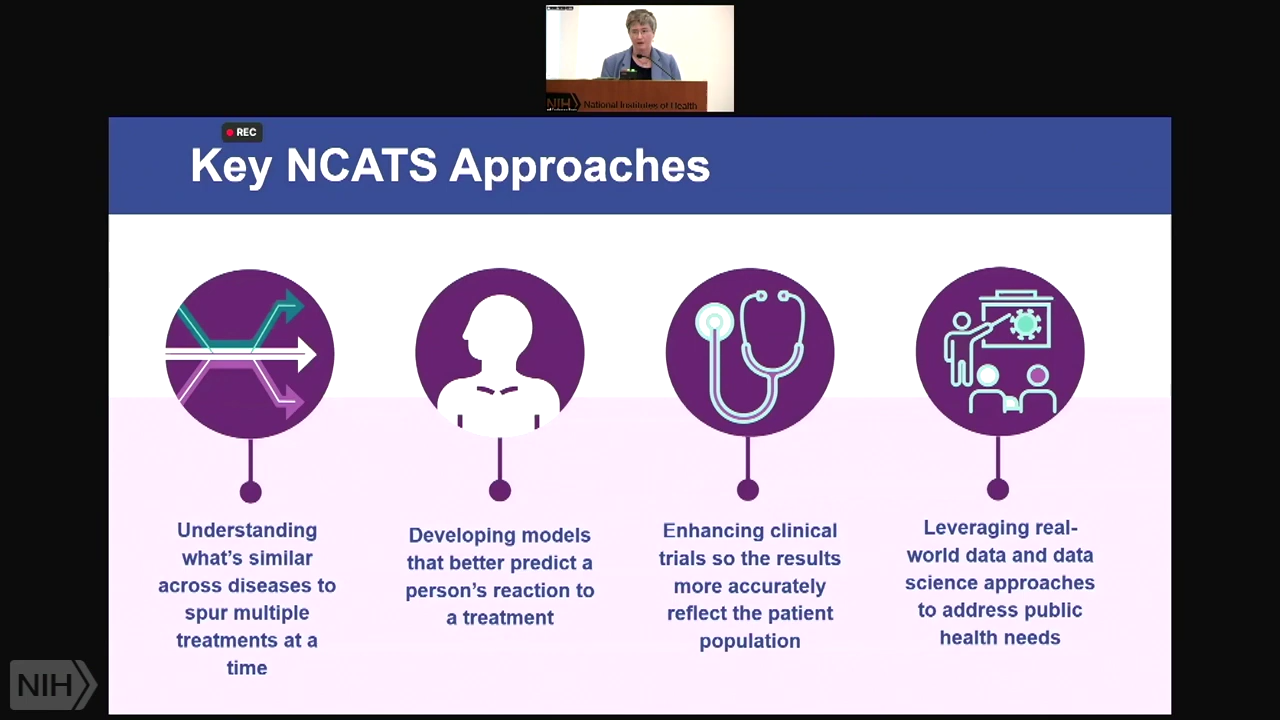 NIH
National Institutes of Health
REC
Key NCATS Approaches
Understanding
what's similar
across diseases to
spur multiple
treatments at a
time
Developing models
that better predict a
person's reaction to
a treatment
Enhancing clinical
trials so the results
more accurately
reflect the patient
population
Leveraging real-
world data and data
science approaches
to address public
health needs
NIH